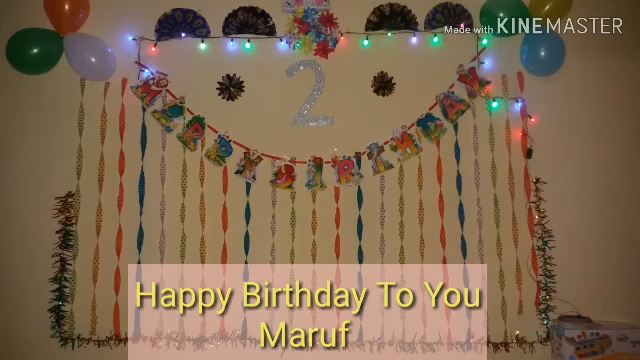 Made with KINEMASTER
2
HAPPY BIRTHDAY
Happy Birthday To You
Maruf